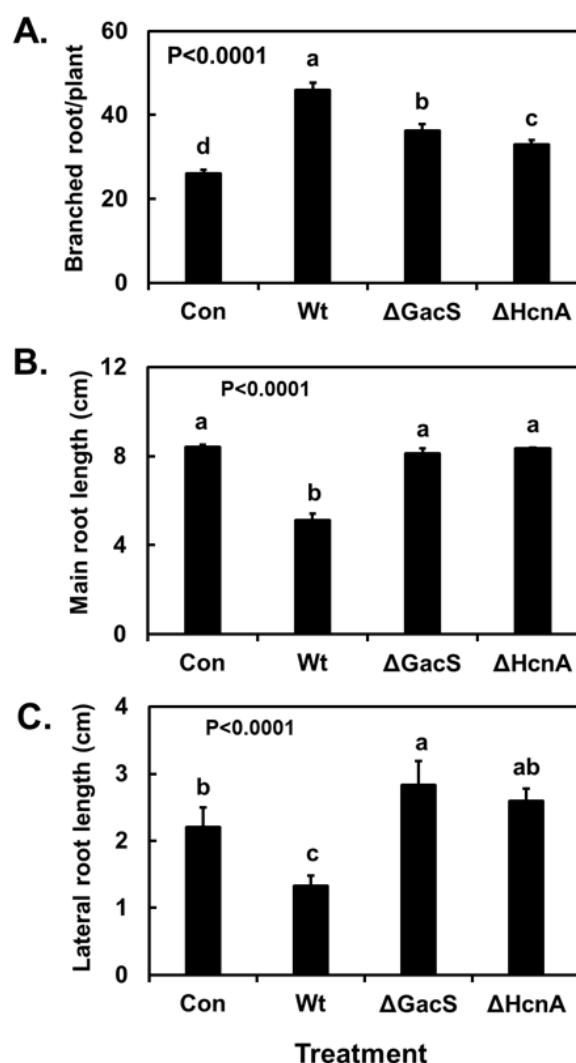 A.
Branched root/plant
60
40
20
0
P<0.0001
d
a
b
c
Con Wt ΔGacS ΔHcnA
B.
Main root length (cm)
12
8
4
0
P<0.0001
a
b
a
a
Con Wt ΔGacS ΔHcnA
C.
Lateral root length (cm)
4
3
2
1
0
P<0.0001
b
c
a
ab
Con Wt ΔGacS ΔHcnA
Treatment